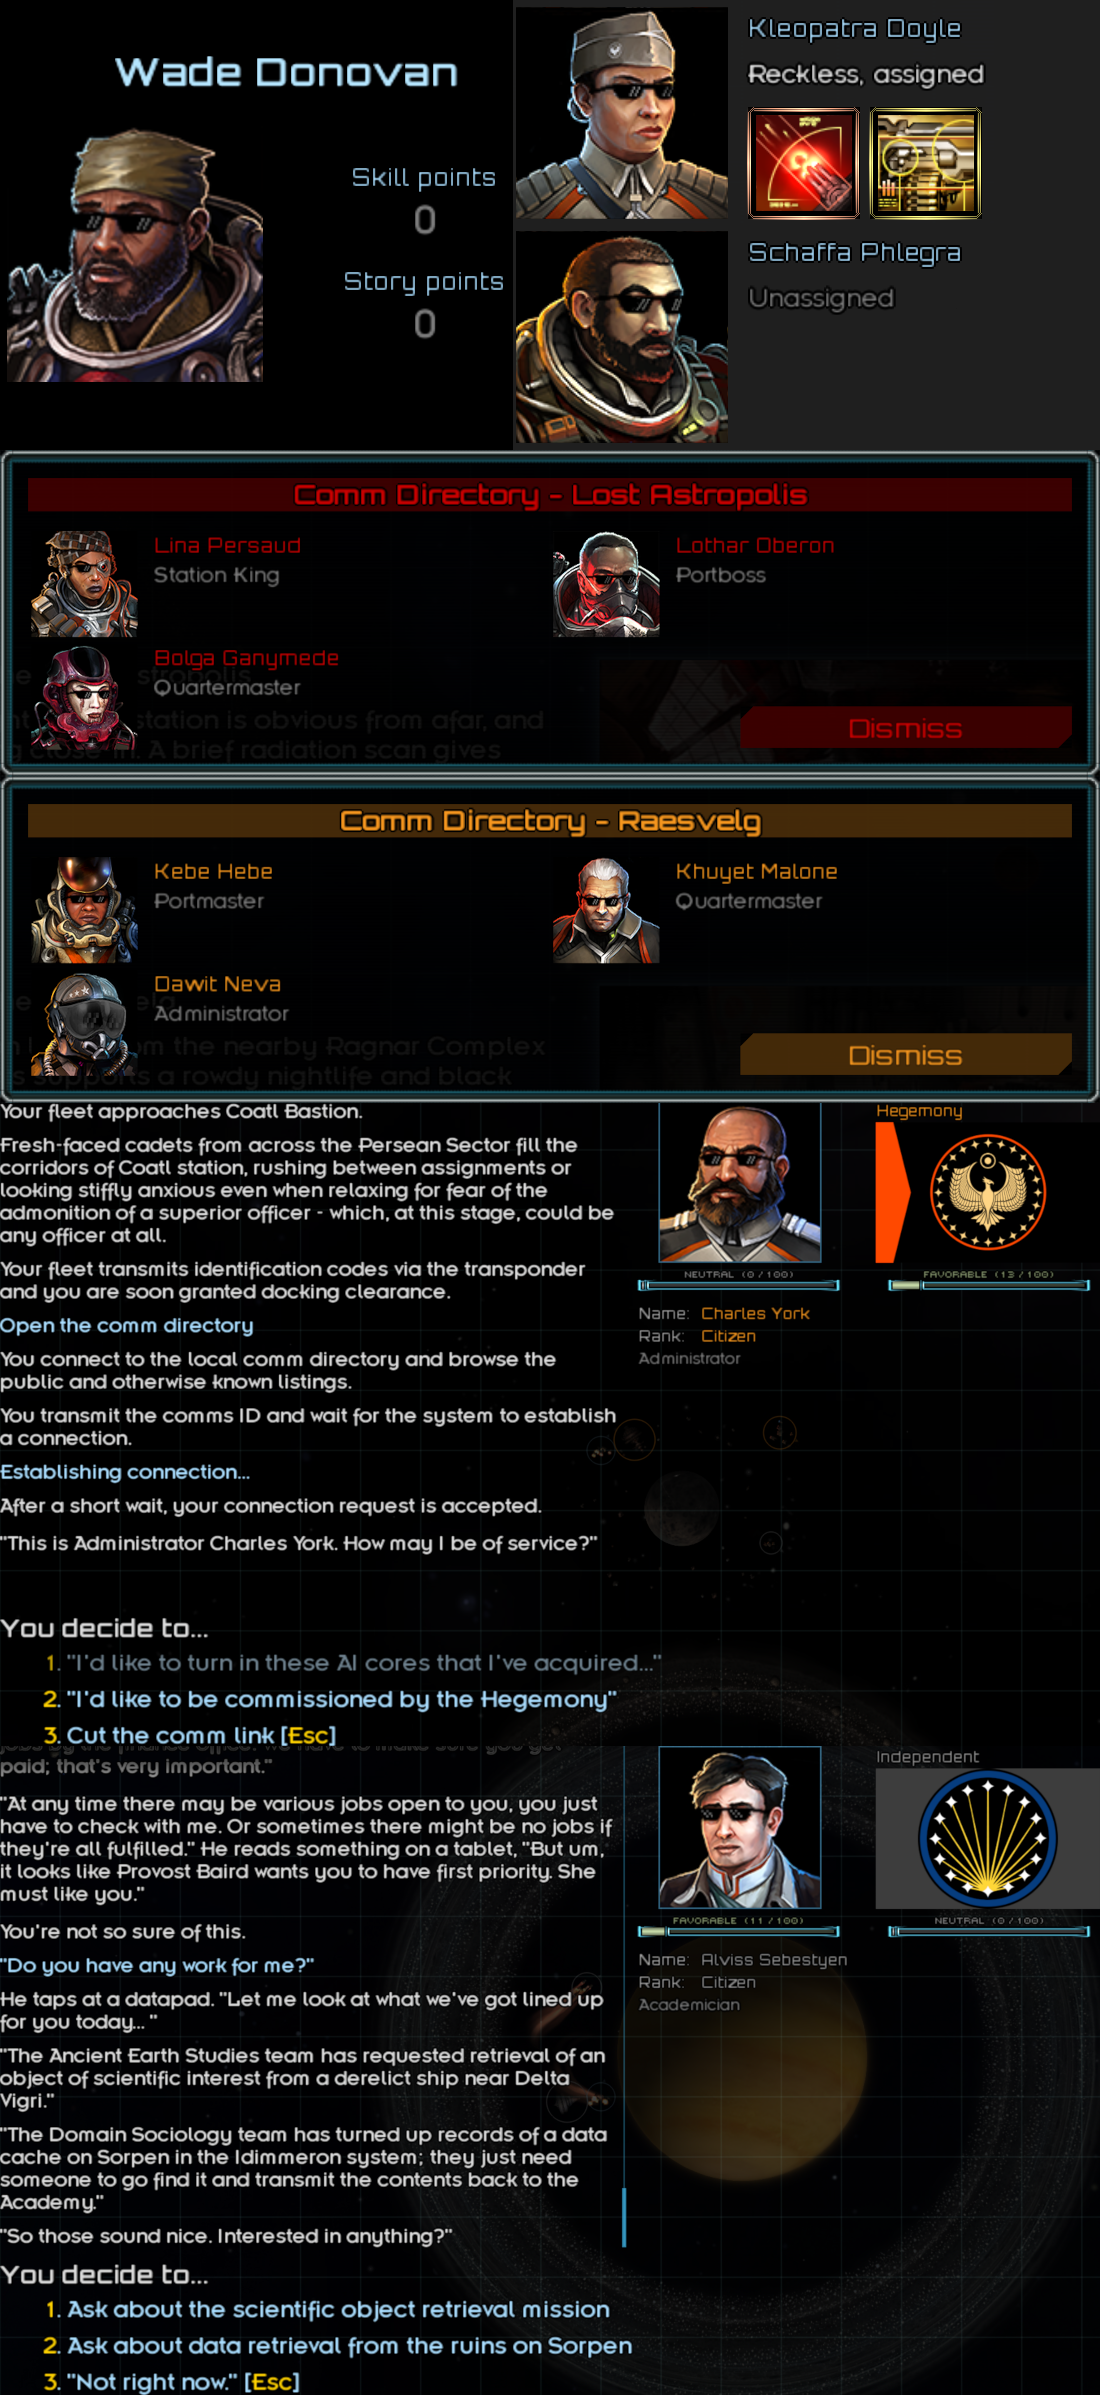 Wade Donovan
Skill points
0
Story points
0
Kleopatra Doyle
Reckless, assigned
Schaffa Phlegra
Unassigned
Comm Directory - Lost Astropolis
Lina Persaud
Station King
Lothar Oberon
Portboss
Bolga Ganymede
Quartermaster
station is obvious from afar, and
A brief radiation scan gives
Dismiss
Comm Directory - Raesvelg
Kebe Hebe
Portmaster
Khuyet Malone
Quartermaster
Dawit Neva
Administrator
om the nearby Ragnar Complex
s supports a rowdy nightlife and black
Dismiss
Your fleet approaches Coatl Bastion.
Fresh-faced cadets from across the Persean Sector fill the
corridors of Coatl station, rushing between assignments or
looking stiffly anxious even when relaxing for fear of the
admonition of a superior officer - which, at this stage, could be
any officer at all.
Your fleet transmits identification codes via the transponder
and you are soon granted docking clearance.
Open the comm directory
You connect to the local comm directory and browse the
public and otherwise known listings.
You transmit the comms ID and wait for the system to establish
a connection.
Establishing connection...
After a short wait, your connection request is accepted.
"This is Administrator Charles York. How may I be of service?"
Hegemony
NEUTRAL (0 / 100)
FAVORABLE (13 / 100)
Name: Charles York
Rank: Citizen
Administrator
You decide to...
1. "I'd like to turn in these AI cores that I've acquired..."
2. "I'd like to be commissioned by the Hegemony"
3. Cut the comm link [Esc]
paid; that's very important."
"At any time there may be various jobs open to you, you just
have to check with me. Or sometimes there might be no jobs if
they're all fulfilled." He reads something on a tablet, "But um,
it looks like Provost Baird wants you to have first priority. She
must like you."
You're not so sure of this.
"Do you have any work for me?"
He taps at a datapad. "Let me look at what we've got lined up
for you today... "
"The Ancient Earth Studies team has requested retrieval of an
object of scientific interest from a derelict ship near Delta
Vigri."
"The Domain Sociology team has turned up records of a data
cache on Sorpen in the Idimmeron system; they just need
someone to go find it and transmit the contents back to the
Academy."
"So those sound nice. Interested in anything?"
Independent
FAVORABLE (11 / 100)
NEUTRAL (0 / 100)
Name: Alviss Sebestyen
Rank: Citizen
Academician
You decide to...
1. Ask about the scientific object retrieval mission
2. Ask about data retrieval from the ruins on Sorpen
3. "Not right now." [Esc]